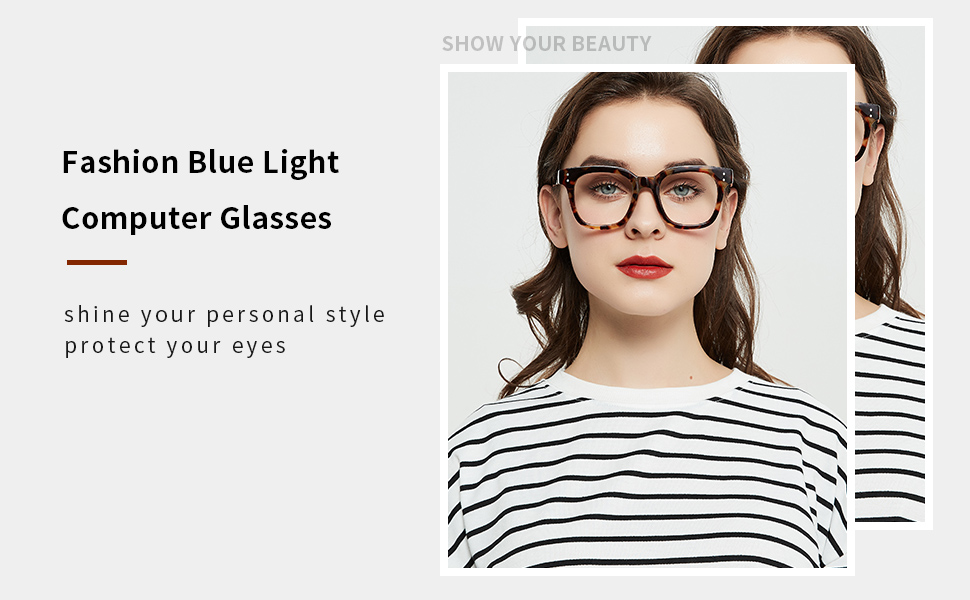 SHOW YOUR BEAUTY
Fashion Blue Light
Computer Glasses
shine your personal style
protect your eyes